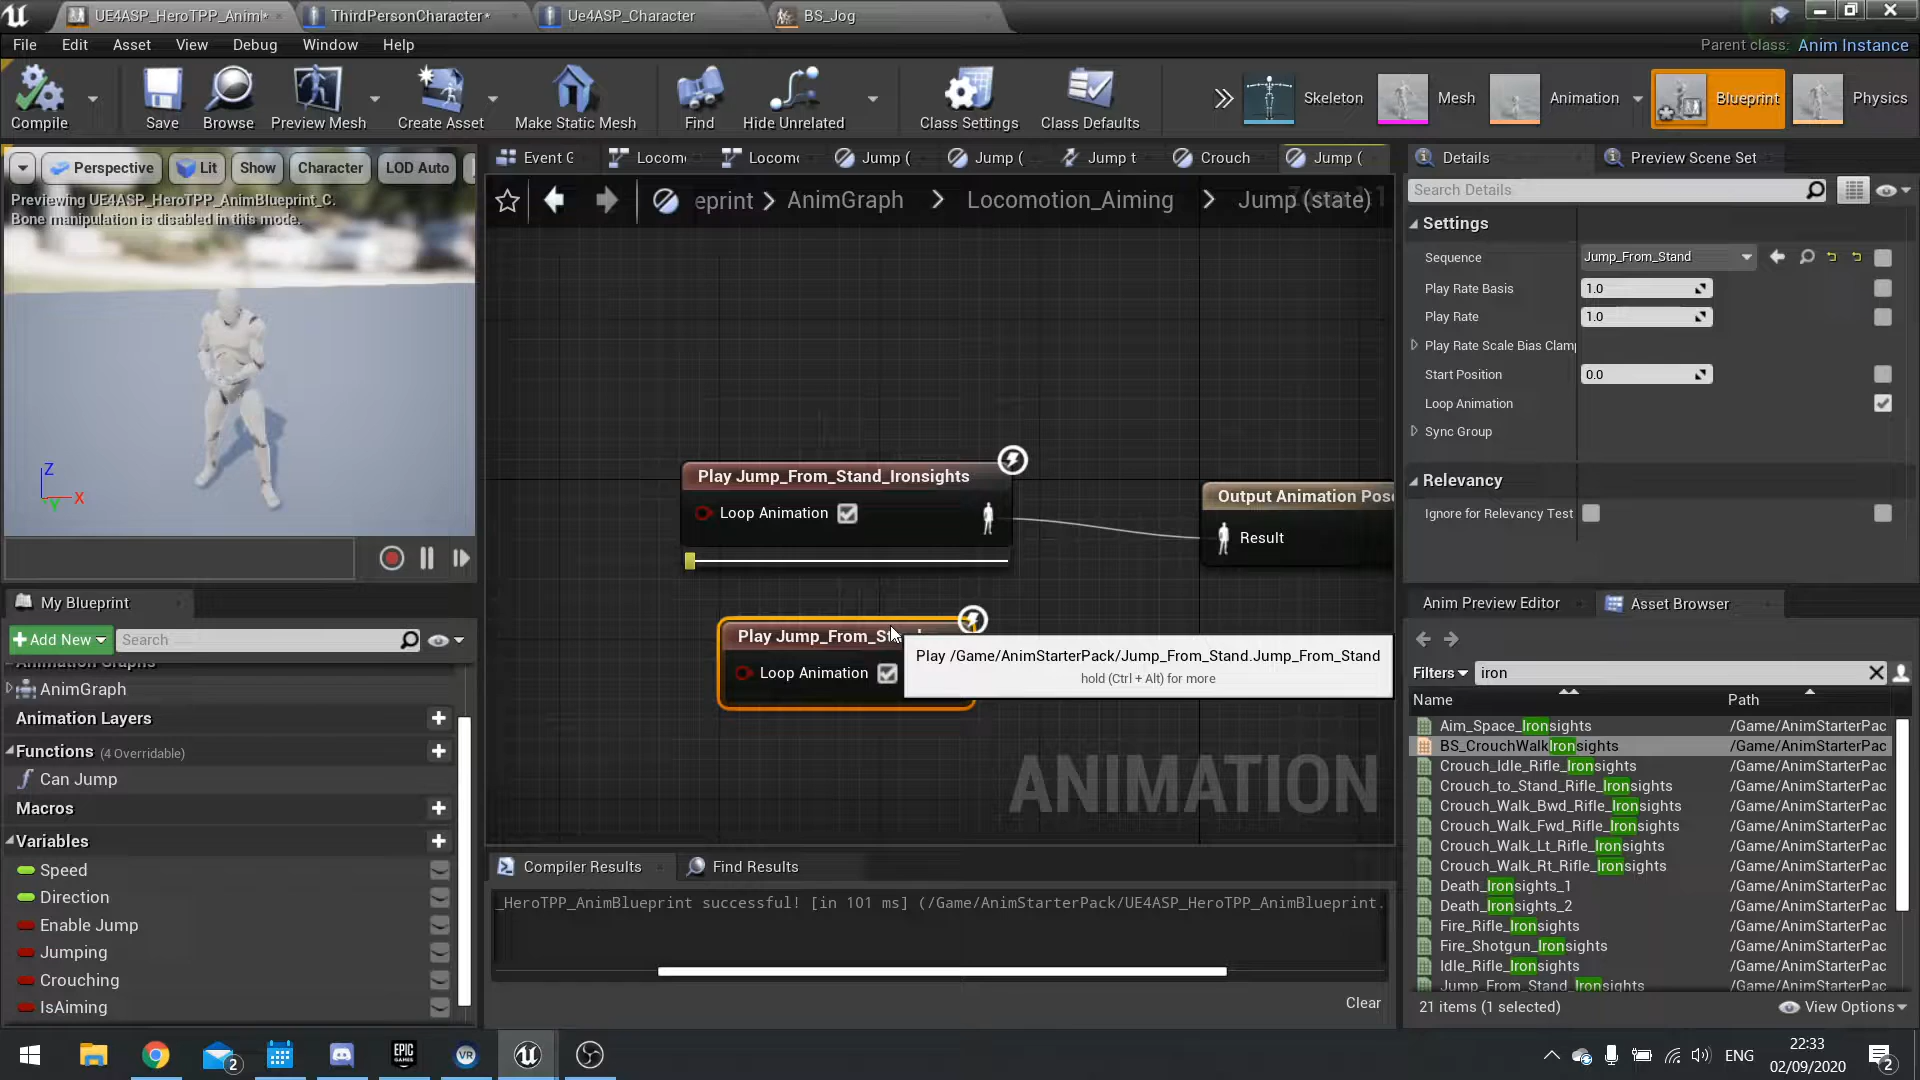 UE4ASP_HeroTPP_AnimBl*
ThirdPersonCharacter*
Ue4ASP_Character
BS_Jog
File Edit Asset View Debug Window Help
Parent class: Anim Instance
Compile
Save
Browse
Preview Mesh
Create Asset
Make Static Mesh
Find
Hide Unrelated
Class Settings
Class Defaults
Skeleton
Mesh
Animation
Blueprint
Physics
Perspective Lit Show Character LOD Auto
Previewing UE4ASP_HeroTPP_AnimBlueprint_C.
Bone manipulation is disabled in this mode.
Z
X
Y
Event G
Locom
Locomo
Jump (
Jump (
Jump t
Crouch
Jump (
eprint > AnimGraph > Locomotion_Aiming > Jump (state)
Play Jump_From_Stand_Ironsights
Loop Animation
Output Animation Pose
Result
Play Jump_From_St
Loop Animation
Play /Game/AnimStarterPack/Jump_From_Stand.Jump_From_Stand
hold (Ctrl + Alt) for more
ANIMATION
My Blueprint
Add New
Search
Animation Graphs
AnimGraph
Animation Layers
Functions (4 Overridable)
Can Jump
Macros
Variables
Speed
Direction
Enable Jump
Jumping
Crouching
IsAiming
Compiler Results
Find Results
_HeroTPP_AnimBlueprint successful! [in 101 ms] (/Game/AnimStarterPack/UE4ASP_HeroTPP_AnimBlueprint.
Clear
Details
Preview Scene Set
Search Details
Settings
Sequence Jump_From_Stand
Play Rate Basis 1.0
Play Rate 1.0
Play Rate Scale Bias Clamp
Start Position 0.0
Loop Animation
Sync Group
Relevancy
Ignore for Relevancy Test
Anim Preview Editor
Asset Browser
Filters iron
Name Path
Aim_Space_Ironsights /Game/AnimStarterPac
BS_CrouchWalkIronsights /Game/AnimStarterPac
Crouch_Idle_Rifle_Ironsights /Game/AnimStarterPac
Crouch_to_Stand_Rifle_Ironsights /Game/AnimStarterPac
Crouch_Walk_Bwd_Rifle_Ironsights /Game/AnimStarterPac
Crouch_Walk_Fwd_Rifle_Ironsights /Game/AnimStarterPac
Crouch_Walk_Lt_Rifle_Ironsights /Game/AnimStarterPac
Crouch_Walk_Rt_Rifle_Ironsights /Game/AnimStarterPac
Death_Ironsights_1 /Game/AnimStarterPac
Death_Ironsights_2 /Game/AnimStarterPac
Fire_Rifle_Ironsights /Game/AnimStarterPac
Fire_Shotgun_Ironsights /Game/AnimStarterPac
Idle_Rifle_Ironsights /Game/AnimStarterPac
Jump_From_Stand_Ironsights /Game/AnimStarterPac
21 items (1 selected)
View Options
2
EPIC GAMES
VR
ENG
22:33
02/09/2020
2